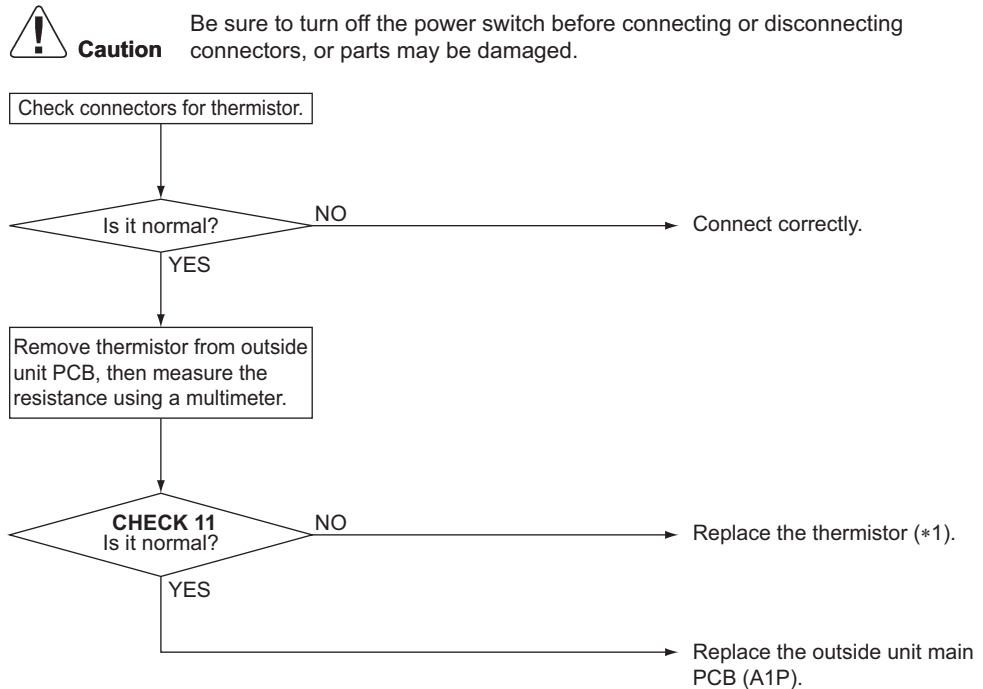 Be sure to turn off the power switch before connecting or disconnecting
Caution connectors, or parts may be damaged.
Check connectors for thermistor.
Is it normal?
NO
Connect correctly.
YES
Remove thermistor from outside
unit PCB, then measure the
resistance using a multimeter.
CHECK 11
Is it normal?
NO
Replace the thermistor (∗1).
YES
Replace the outside unit main
PCB (A1P).